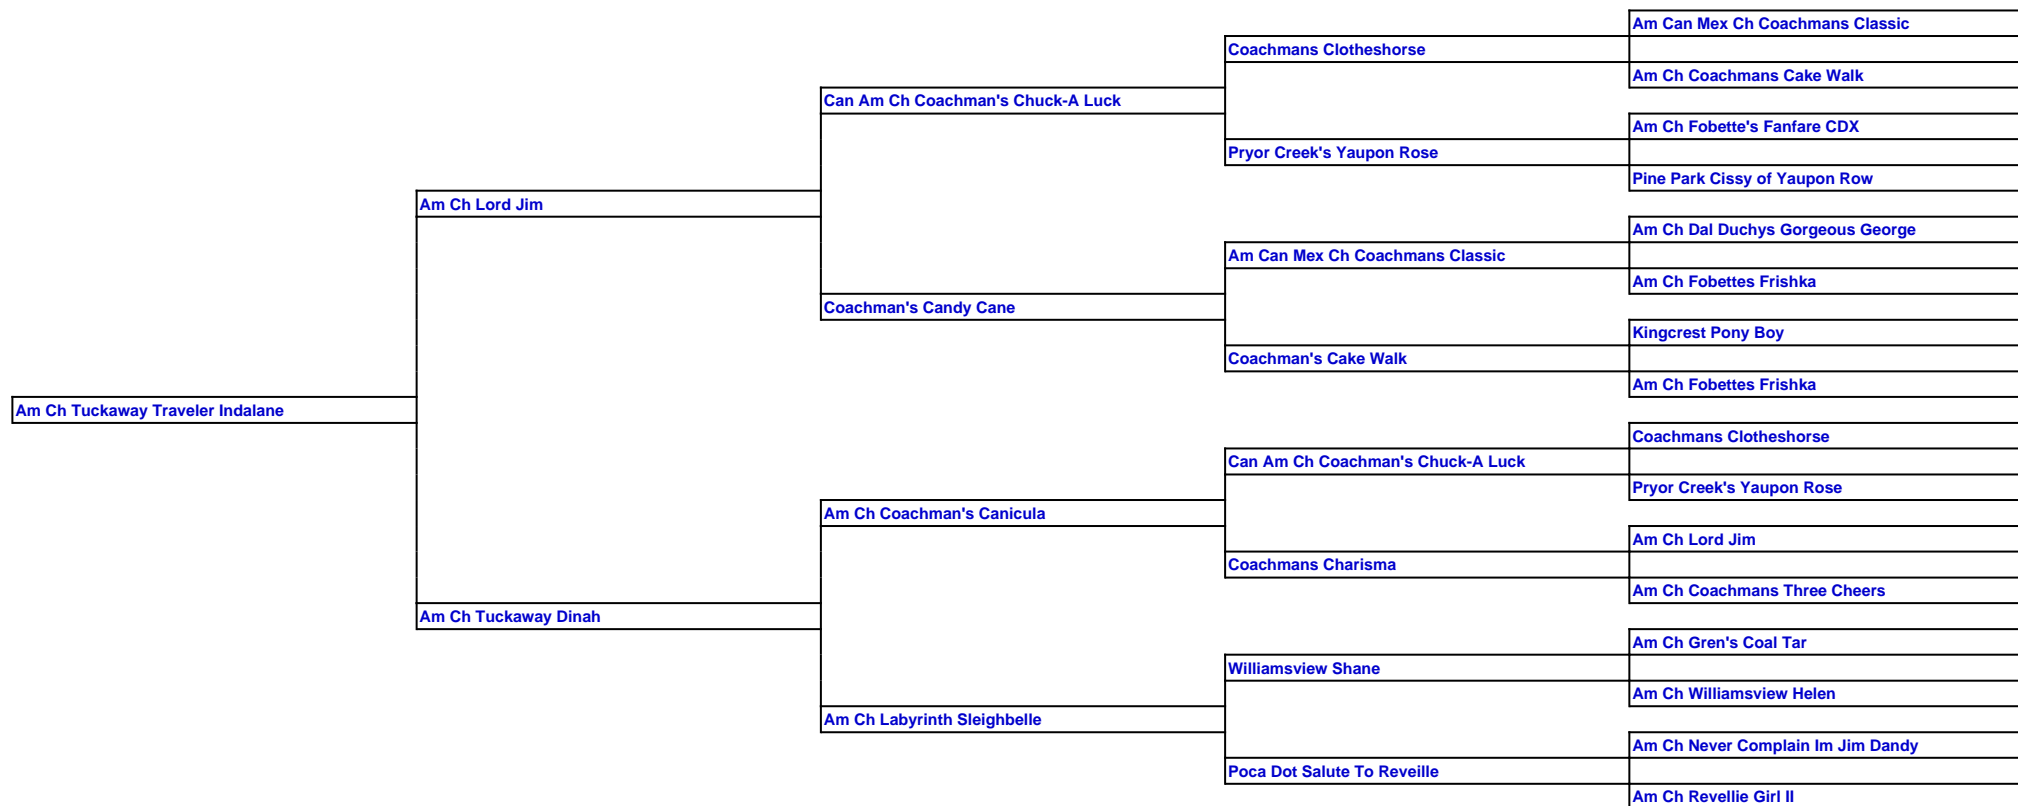 Am Can Mex Ch Coachmans Classic
Coachmans Clotheshorse
Am Ch Coachmans Cake Walk
Can Am Ch Coachman's Chuck-A Luck
Am Ch Fobette's Fanfare CDX
Pryor Creek's Yaupon Rose
Pine Park Cissy of Yaupon Row
Am Ch Lord Jim
Am Ch Dal Duchys Gorgeous George
Am Can Mex Ch Coachmans Classic
Am Ch Fobettes Frishka
Coachman's Candy Cane
Kingcrest Pony Boy
Coachman's Cake Walk
Am Ch Fobettes Frishka
Am Ch Tuckaway Traveler Indalane
Coachmans Clotheshorse
Can Am Ch Coachman's Chuck-A Luck
Pryor Creek's Yaupon Rose
Am Ch Coachman's Canicula
Am Ch Lord Jim
Coachmans Charisma
Am Ch Coachmans Three Cheers
Am Ch Tuckaway Dinah
Am Ch Gren's Coal Tar
Williamsview Shane
Am Ch Williamsview Helen
Am Ch Labyrinth Sleighbelle
Am Ch Never Complain Im Jim Dandy
Poca Dot Salute To Reveille
Am Ch Revellie Girl II